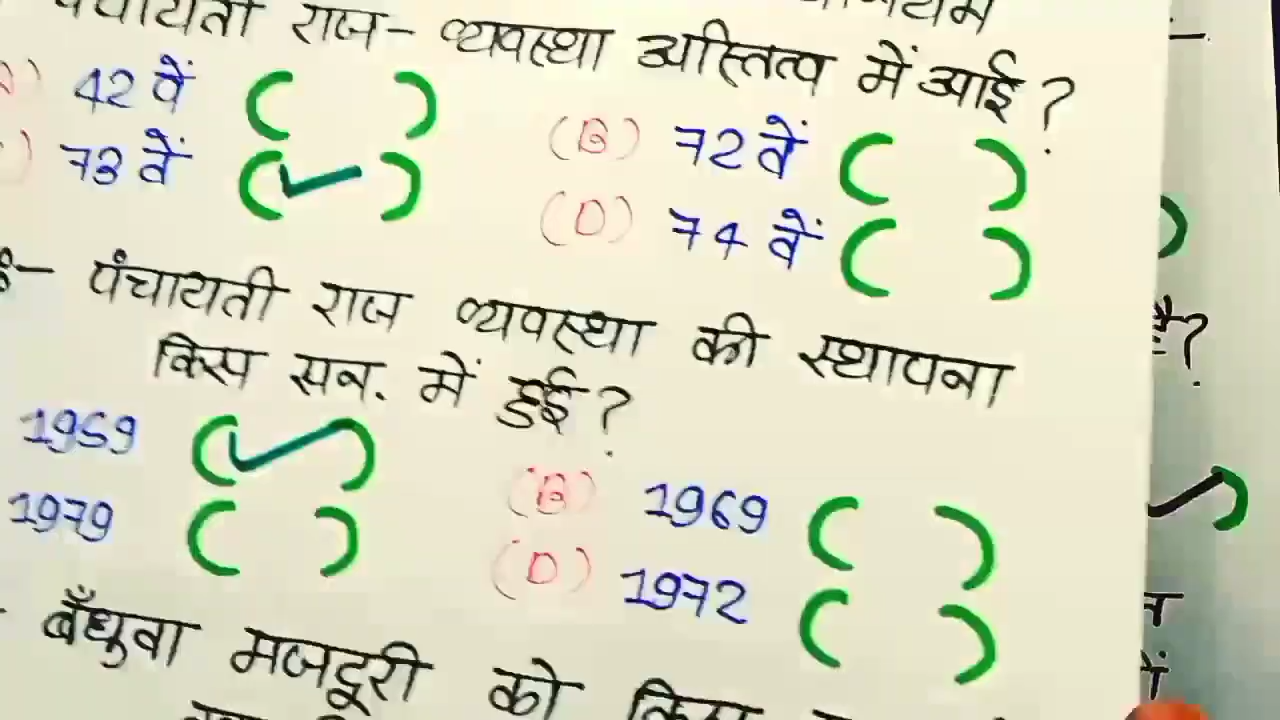 पंचायती राज- व्यवस्था अस्तित्व में आई?
42 वें ( ) (B) 72 वें ( )
73 वें (✓) (D) 74 वें ( )
पंचायती राज व्यवस्था की स्थापना
किस सन. में हुई?
1959 (✓) (B) 1969 ( )
1979 ( ) (D) 1972 ( )
बँधुवा मजदूरी को किस